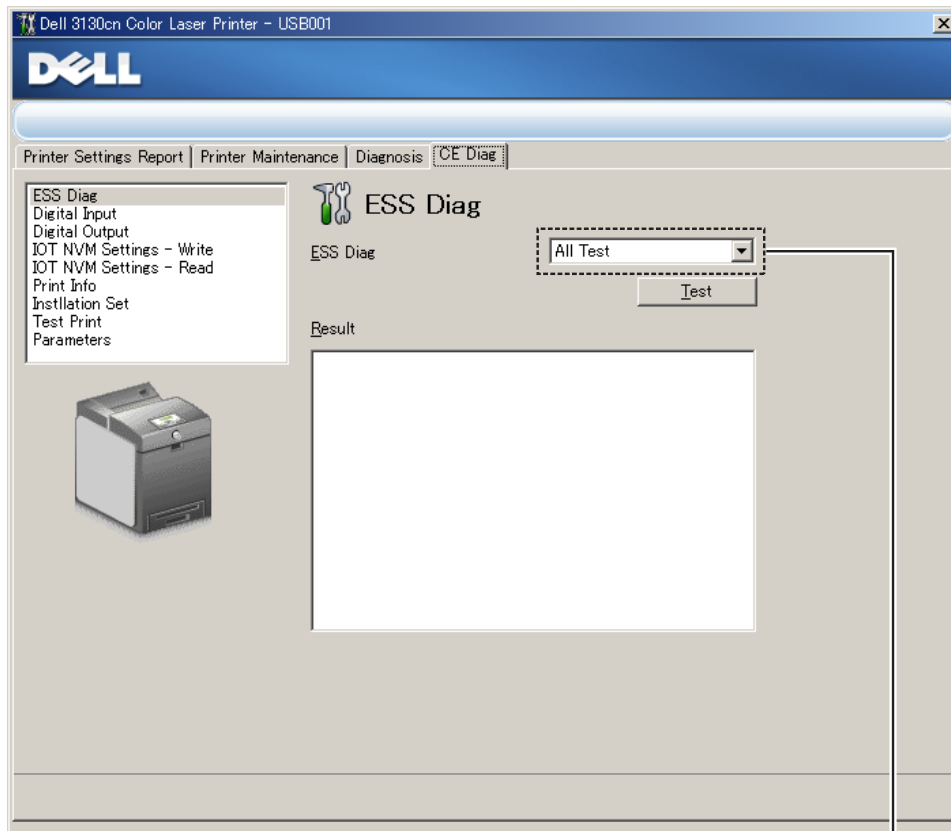 Dell 3130cn Color Laser Printer - USB001
DELL
Printer Settings Report
Printer Maintenance
Diagnosis
CE Diag
ESS Diag
Digital Input
Digital Output
IOT NVM Settings - Write
IOT NVM Settings - Read
Print Info
Instllation Set
Test Print
Parameters
ESS Diag
ESS Diag
All Test
Test
Result